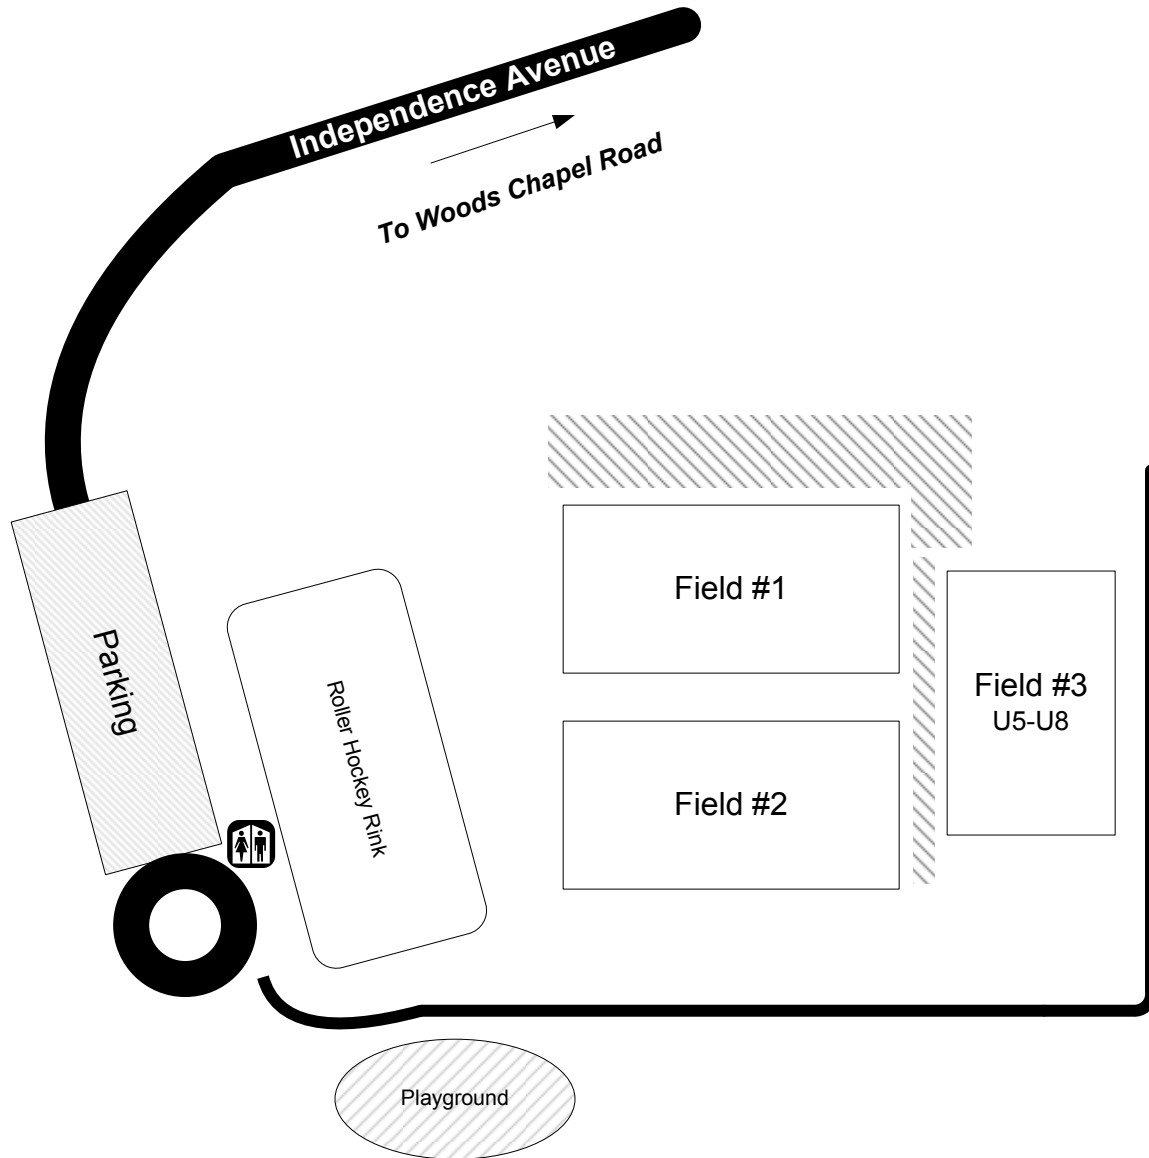 Independence Avenue
To Woods Chapel Road
Field #1
Parking
Roller Hockey Rink
Field #3
U5-U8
Field #2
Playground